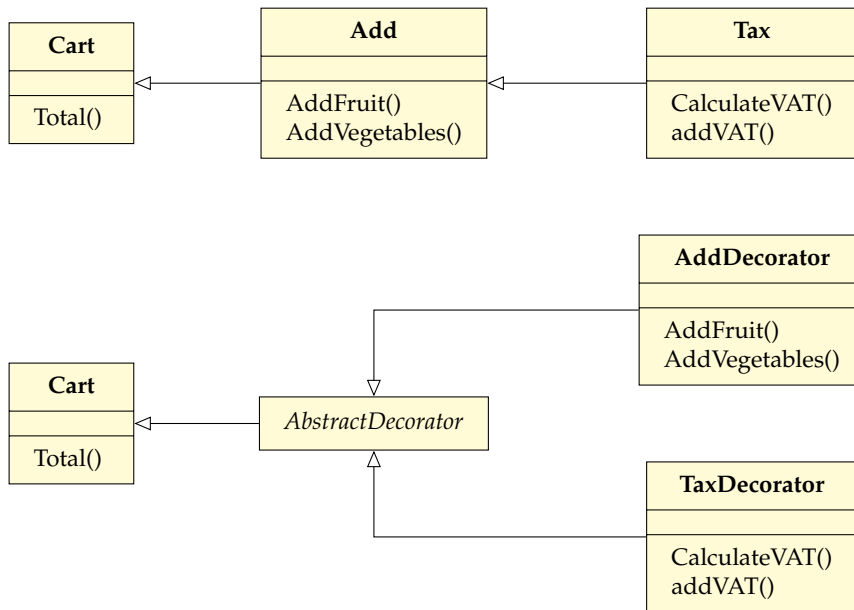 Cart
Total()
Add
AddFruit()
AddVegetables()
Tax
CalculateVAT()
addVAT()
AddDecorator
AddFruit()
AddVegetables()
Cart
Total()
AbstractDecorator
TaxDecorator
CalculateVAT()
addVAT()